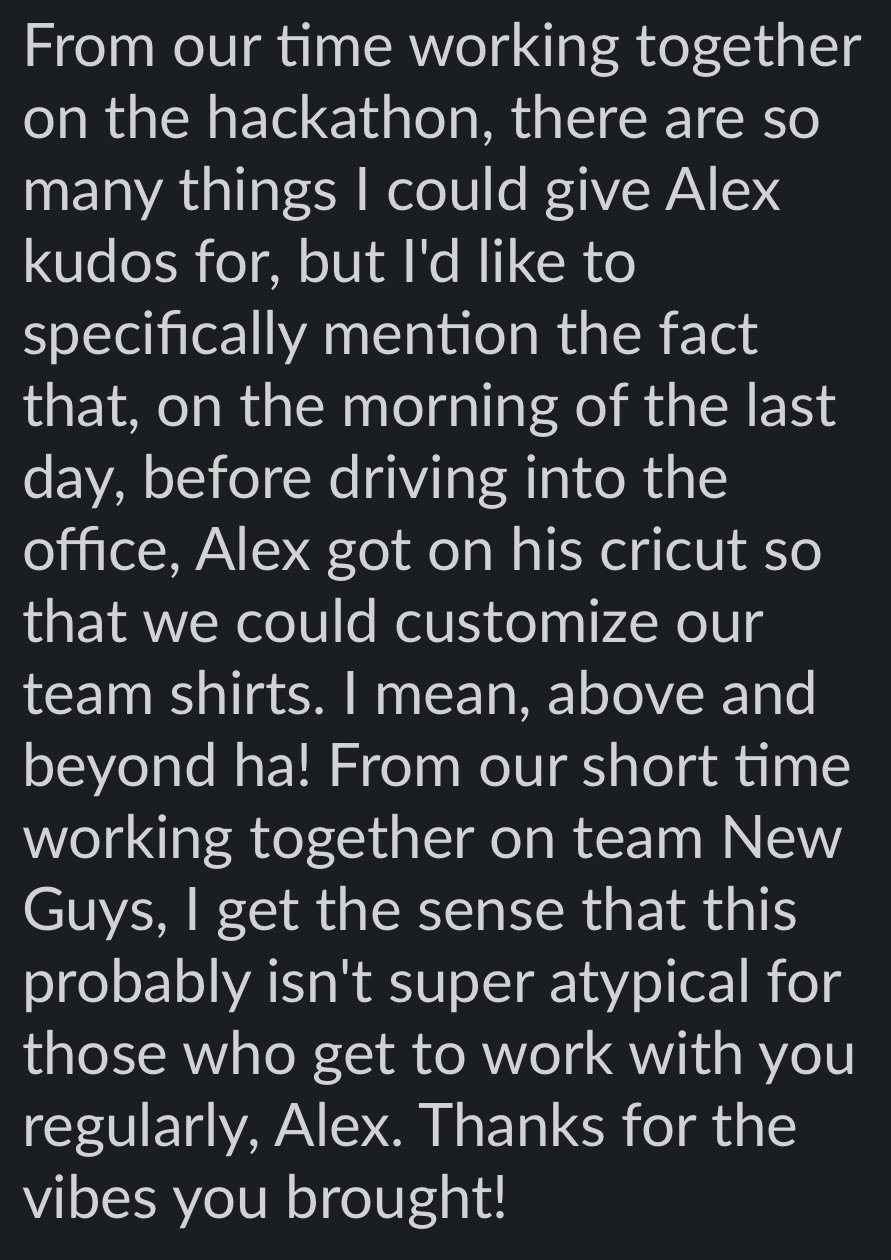 From our time working together
on the hackathon, there are so
many things I could give Alex
kudos for, but I'd like to
specifically mention the fact
that, on the morning of the last
day, before driving into the
office, Alex got on his cricut so
that we could customize our
team shirts. I mean, above and
beyond ha! From our short time
working together on team New
Guys, I get the sense that this
probably isn't super atypical for
those who get to work with you
regularly, Alex. Thanks for the
vibes you brought!